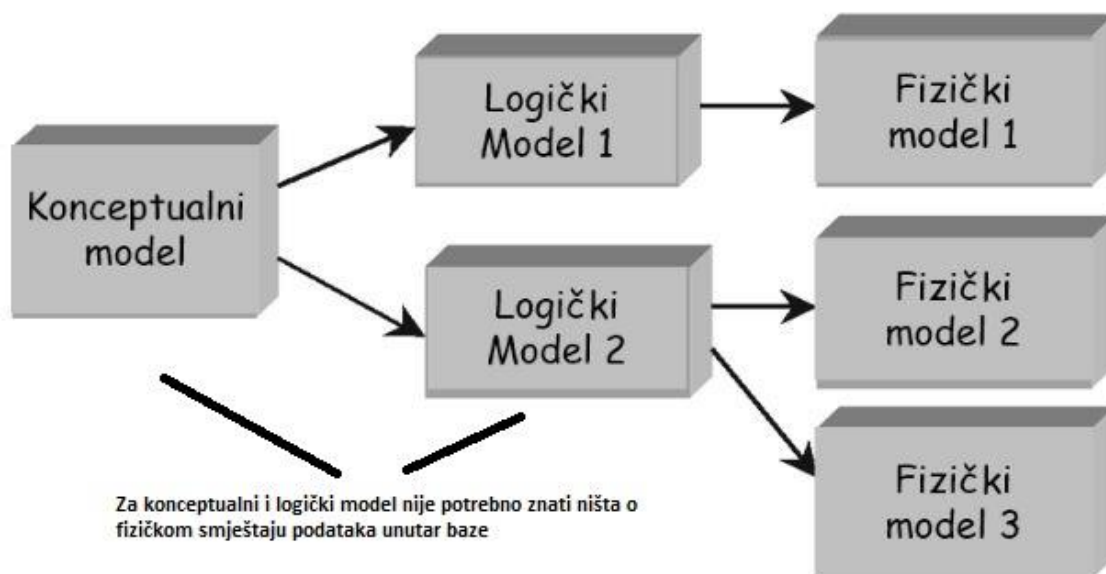 Konceptualni
model
Logički
Model 1
Fizički
model 1
Logički
Model 2
Fizički
model 2
Fizički
model 3
Za konceptualni i logički model nije potrebno znati ništa o
fizičkom smještaju podataka unutar baze